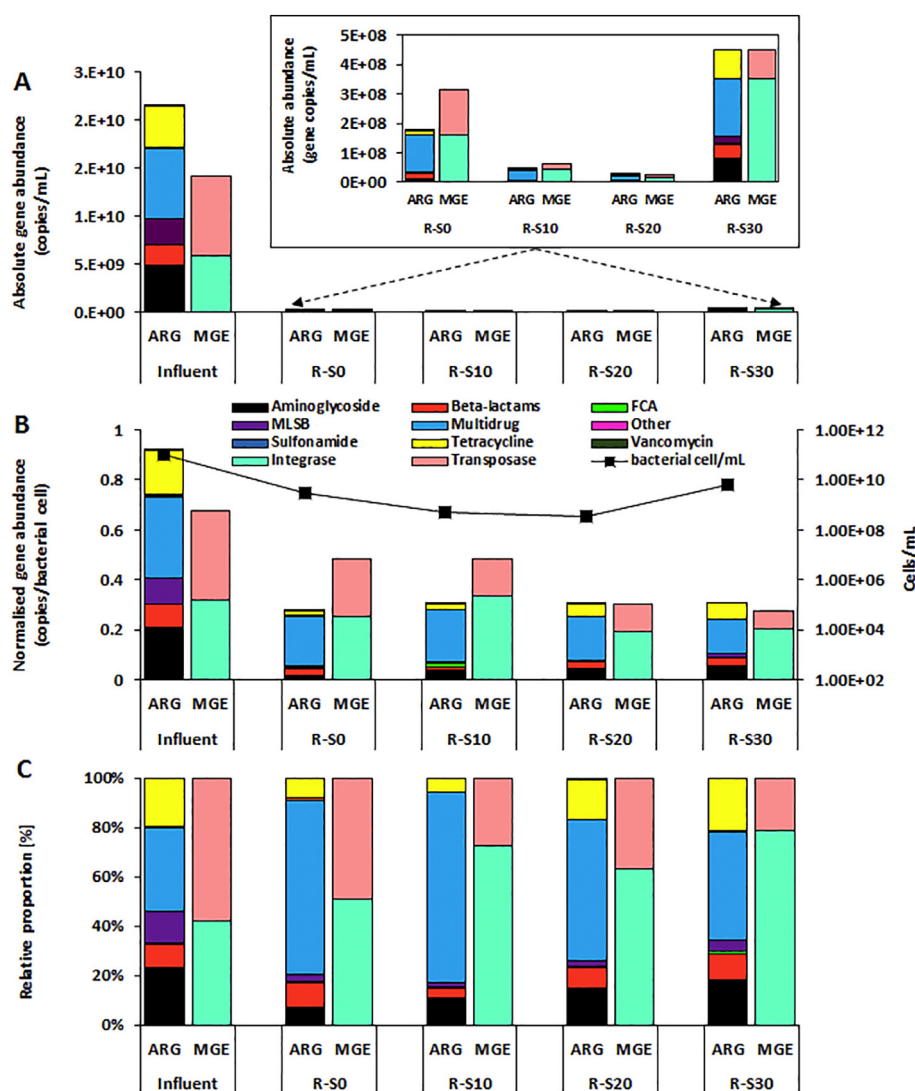 A
Absolute gene abundance
(copies/mL)
3.E+10
2.E+10
2.E+10
1.E+10
5.E+09
0.E+00
Absolute abundance
(gene copies/mL)
5E+08
4E+08
3E+08
2E+08
1E+08
0E+00
ARG MGE ARG MGE ARG MGE ARG MGE
R-S0 R-S10 R-S20 R-S30
ARG MGE ARG MGE ARG MGE ARG MGE ARG MGE
Influent R-S0 R-S10 R-S20 R-S30
Aminoglycoside Beta-lactams FCA
MLSB Multidrug Other
Sulfonamide Tetracycline Vancomycin
Integrase Transposase bacterial cell/mL
B
Normalised gene abundance
(copies/bacterial cell)
1
0.8
0.6
0.4
0.2
0
1.00E+12
1.00E+10
1.00E+08
1.00E+06
1.00E+04
1.00E+02
Cells/mL
ARG MGE ARG MGE ARG MGE ARG MGE ARG MGE
Influent R-S0 R-S10 R-S20 R-S30
C
Relative proportion [%]
100%
80%
60%
40%
20%
0%
ARG MGE ARG MGE ARG MGE ARG MGE ARG MGE
Influent R-S0 R-S10 R-S20 R-S30